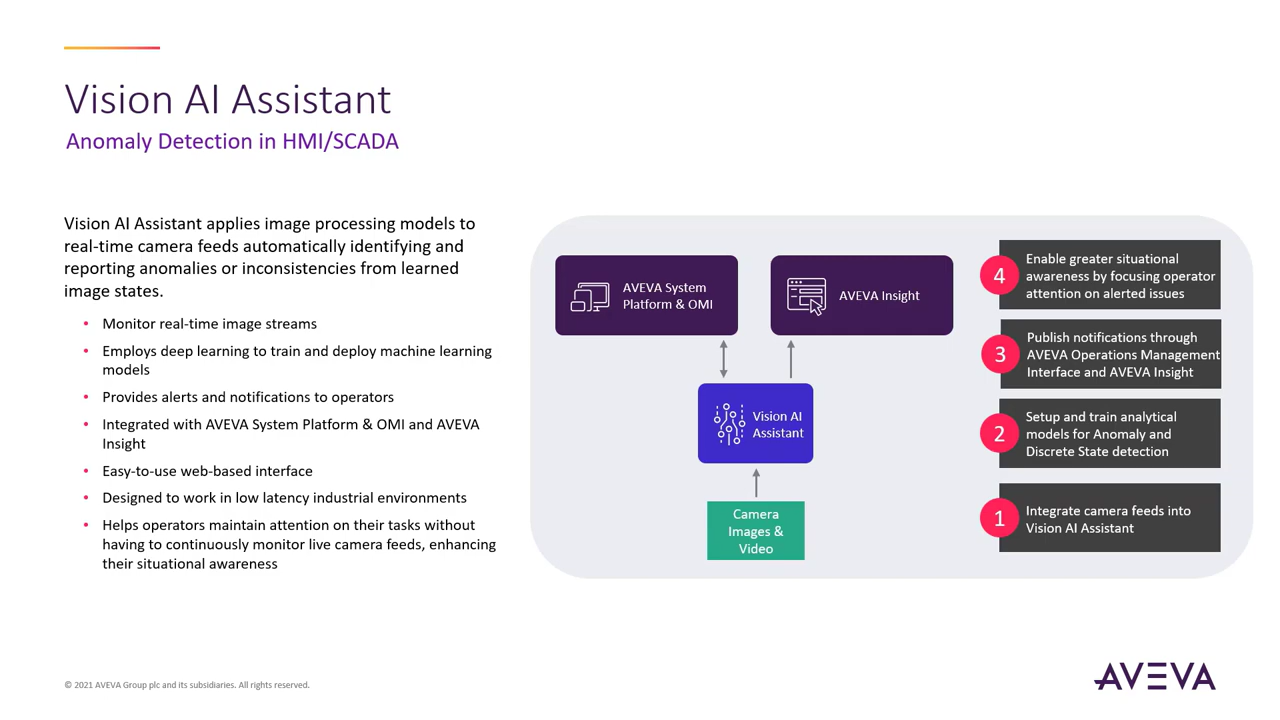 Vision AI Assistant
Anomaly Detection in HMI/SCADA
Vision AI Assistant applies image processing models to
real-time camera feeds automatically identifying and
reporting anomalies or inconsistencies from learned
image states.
• Monitor real-time image streams
• Employs deep learning to train and deploy machine learning
models
• Provides alerts and notifications to operators
• Integrated with AVEVA System Platform & OMI and AVEVA
Insight
• Easy-to-use web-based interface
• Designed to work in low latency industrial environments
• Helps operators maintain attention on their tasks without
having to continuously monitor live camera feeds, enhancing
their situational awareness
AVEVA System
Platform & OMI
AVEVA Insight
Vision AI
Assistant
Camera
Images &
Video
4
Enable greater situational
awareness by focusing operator
attention on alerted issues
3
Publish notifications through
AVEVA Operations Management
Interface and AVEVA Insight
2
Setup and train analytical
models for Anomaly and
Discrete State detection
1
Integrate camera feeds into
Vision AI Assistant
© 2021 AVEVA Group plc and its subsidiaries. All rights reserved.
AVEVA